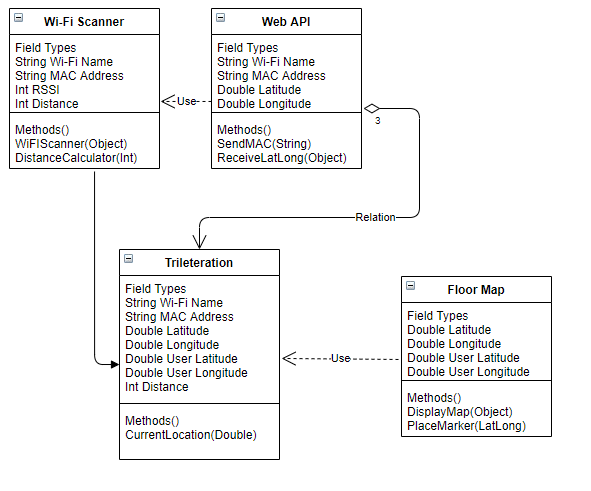 Wi-Fi Scanner
Field Types
String Wi-Fi Name
String MAC Address
Int RSSI
Int Distance
Methods()
WiFIScanner(Object)
DistanceCalculator(Int)
Use
Web API
Field Types
String Wi-Fi Name
String MAC Address
Double Latitude
Double Longitude
Methods()
SendMAC(String)
ReceiveLatLong(Object)
3
Relation
Trileteration
Field Types
String Wi-Fi Name
String MAC Address
Double Latitude
Double Longitude
Double User Latitude
Double User Longitude
Int Distance
Methods()
CurrentLocation(Double)
Use
Floor Map
Field Types
Double Latitude
Double Longitude
Double User Latitude
Double User Longitude
Methods()
DisplayMap(Object)
PlaceMarker(LatLong)